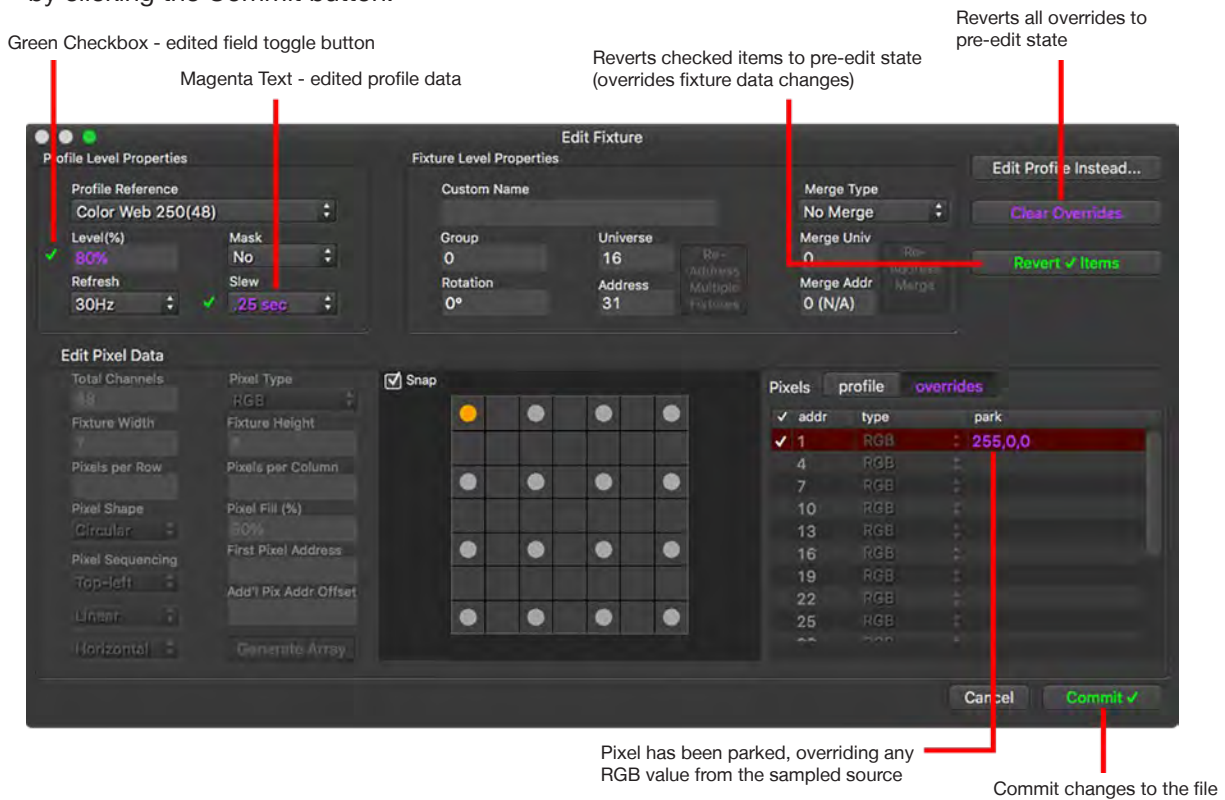 by clicking the Commit button.
Reverts all overrides to
pre-edit state
Green Checkbox - edited field toggle button
Reverts checked items to pre-edit state
(overrides fixture data changes)
Magenta Text - edited profile data
Edit Fixture
Profile Level Properties
Fixture Level Properties
Edit Profile Instead...
Profile Reference
Color Web 250(48)
Custom Name
Merge Type
No Merge
Clear Overrides
Level(%)
Mask
Group
Universe
Merge Univ
✓ 80%
No
0
16
0
Re-Address Multiple Fixtures
Re-Address Merge
Revert ✓ Items
Refresh
Slew
Rotation
Address
Merge Addr
30Hz
✓ .25 sec
0°
31
0 (N/A)
Edit Pixel Data
Total Channels
Pixel Type
48
RGB
Fixture Width
Fixture Height
7
Pixels per Row
Pixels per Column
Pixel Shape
Pixel Fill (%)
Circular
Pixel Sequencing
First Pixel Address
Top-left
Add'l Pix Addr Offset
Linear
Horizontal
Generate Array
✓ Snap
Pixels profile overrides
✓ addr type park
✓ 1 RGB 255,0,0
4 RGB
7 RGB
10 RGB
13 RGB
16 RGB
19 RGB
22 RGB
25 RGB
Cancel
Commit ✓
Pixel has been parked, overriding any
RGB value from the sampled source
Commit changes to the file